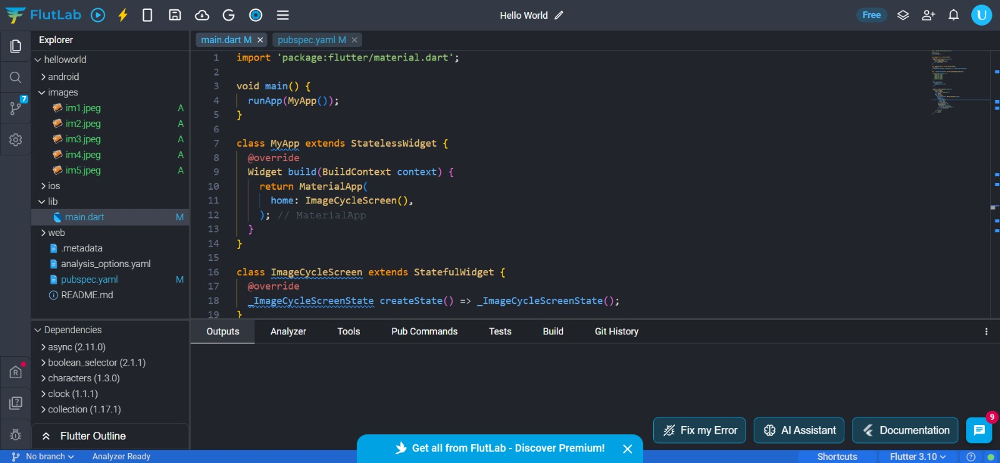 FlutLab
Hello World
Free
U
Explorer
main.dart M ×
pubspec.yaml M ×
helloworld
android
images
im1.jpeg A
im2.jpeg A
im3.jpeg A
im4.jpeg A
im5.jpeg A
ios
lib
main.dart M
web
.metadata
analysis_options.yaml
pubspec.yaml M
README.md
7
1 import 'package:flutter/material.dart';
2
3 void main() {
4 runApp(MyApp());
5 }
6
7 class MyApp extends StatelessWidget {
8 @override
9 Widget build(BuildContext context) {
10 return MaterialApp(
11 home: ImageCycleScreen(),
12 ); // MaterialApp
13 }
14 }
15
16 class ImageCycleScreen extends StatefulWidget {
17 @override
18 _ImageCycleScreenState createState() => _ImageCycleScreenState();
19 }
Dependencies
async (2.11.0)
boolean_selector (2.1.1)
characters (1.3.0)
clock (1.1.1)
collection (1.17.1)
Flutter Outline
Outputs Analyzer Tools Pub Commands Tests Build Git History
Fix my Error
AI Assistant
Documentation
9
Get all from FlutLab - Discover Premium!
No branch
Analyzer Ready
Shortcuts
Flutter 3.10